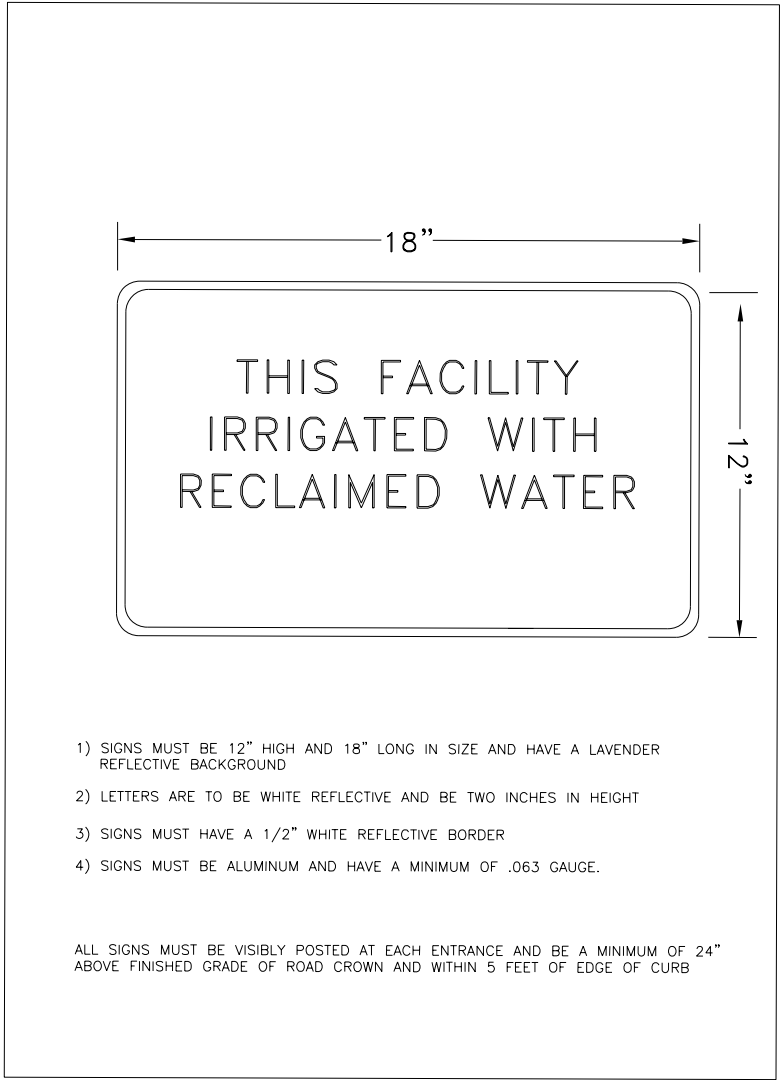 18”
THIS FACILITY
IRRIGATED WITH
RECLAIMED WATER
12”
1) SIGNS MUST BE 12” HIGH AND 18” LONG IN SIZE AND HAVE A LAVENDER
REFLECTIVE BACKGROUND
2) LETTERS ARE TO BE WHITE REFLECTIVE AND BE TWO INCHES IN HEIGHT
3) SIGNS MUST HAVE A 1/2” WHITE REFLECTIVE BORDER
4) SIGNS MUST BE ALUMINUM AND HAVE A MINIMUM OF .063 GAUGE.
ALL SIGNS MUST BE VISIBLY POSTED AT EACH ENTRANCE AND BE A MINIMUM OF 24”
ABOVE FINISHED GRADE OF ROAD CROWN AND WITHIN 5 FEET OF EDGE OF CURB